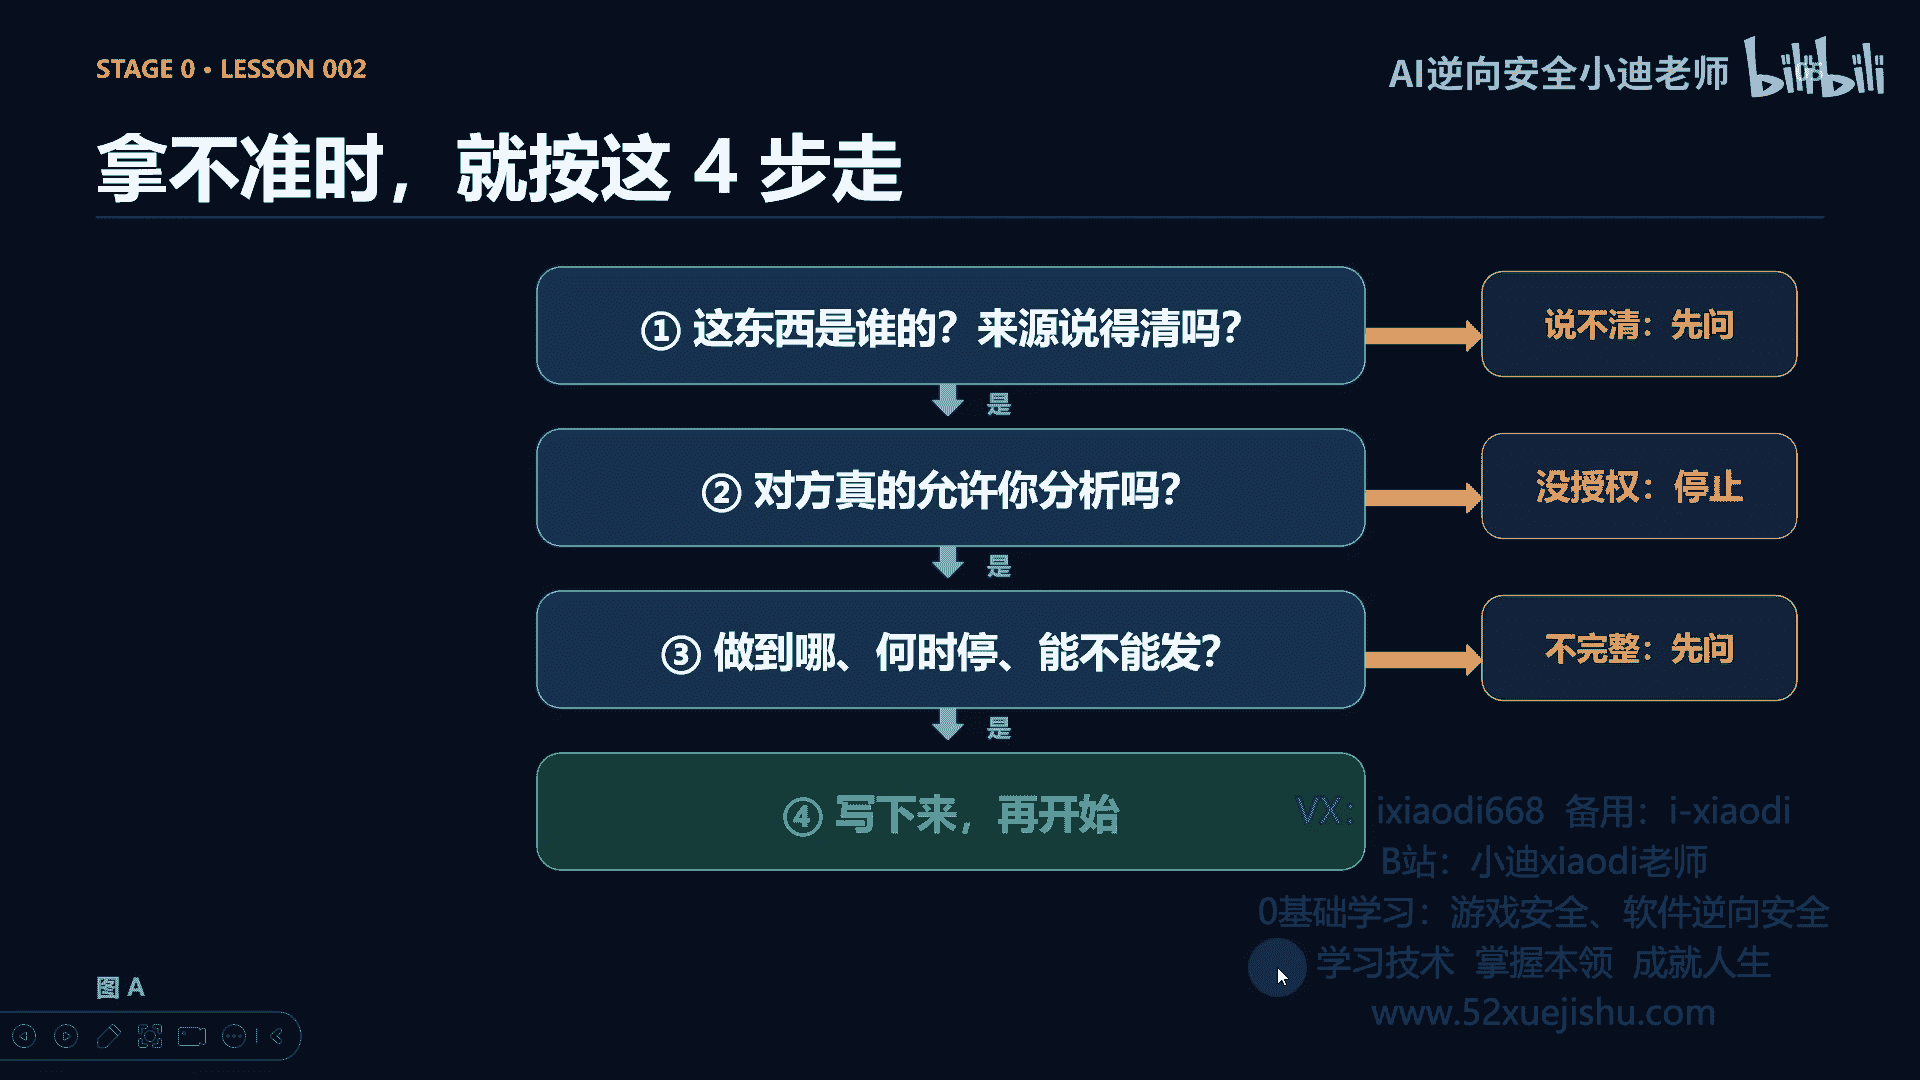 STAGE 0 • LESSON 002
AI逆向安全小迪老师 bilibili
拿不准时，就按这 4 步走
① 这东西是谁的？来源说得清吗？
说不清：先问
是
② 对方真的允许你分析吗？
没授权：停止
是
③ 做到哪、何时停、能不能发？
不完整：先问
是
④ 写下来，再开始
VX：ixiaodi668 备用：i-xiaodi
B站：小迪xiaodi老师
0基础学习：游戏安全、软件逆向安全
学习技术 掌握本领 成就人生
www.52xuejishu.com
图 A